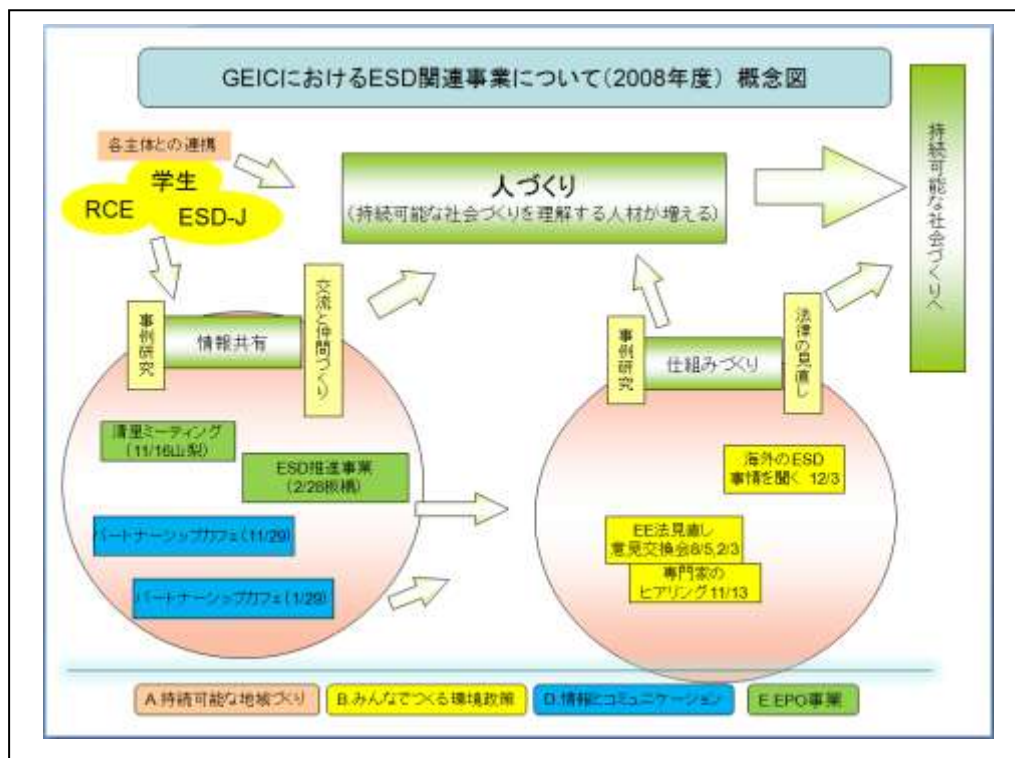 GEICにおけるESD関連事業について(2008年度) 概念図
各主体との連携
学生
RCE
ESD-J
人づくり
(持続可能な社会づくりを理解する人材が増える)
持続可能な社会づくりへ
事例研究
情報共有
交流と仲間づくり
事例研究
仕組みづくり
法律の見直し
清里ミーティング
(11/16山梨)
ESD推進事業
(2/28板橋)
パートナーシップカフェ(11/29)
パートナーシップカフェ(1/29)
海外のESD
事情を聞く 12/3
EE法見直し
意見交換会8/5,2/3
専門家の
ヒアリング11/13
A.持続可能な地域づくり
B.みんなでつくる環境政策
D.情報とコミュニケーション
E.EPO事業